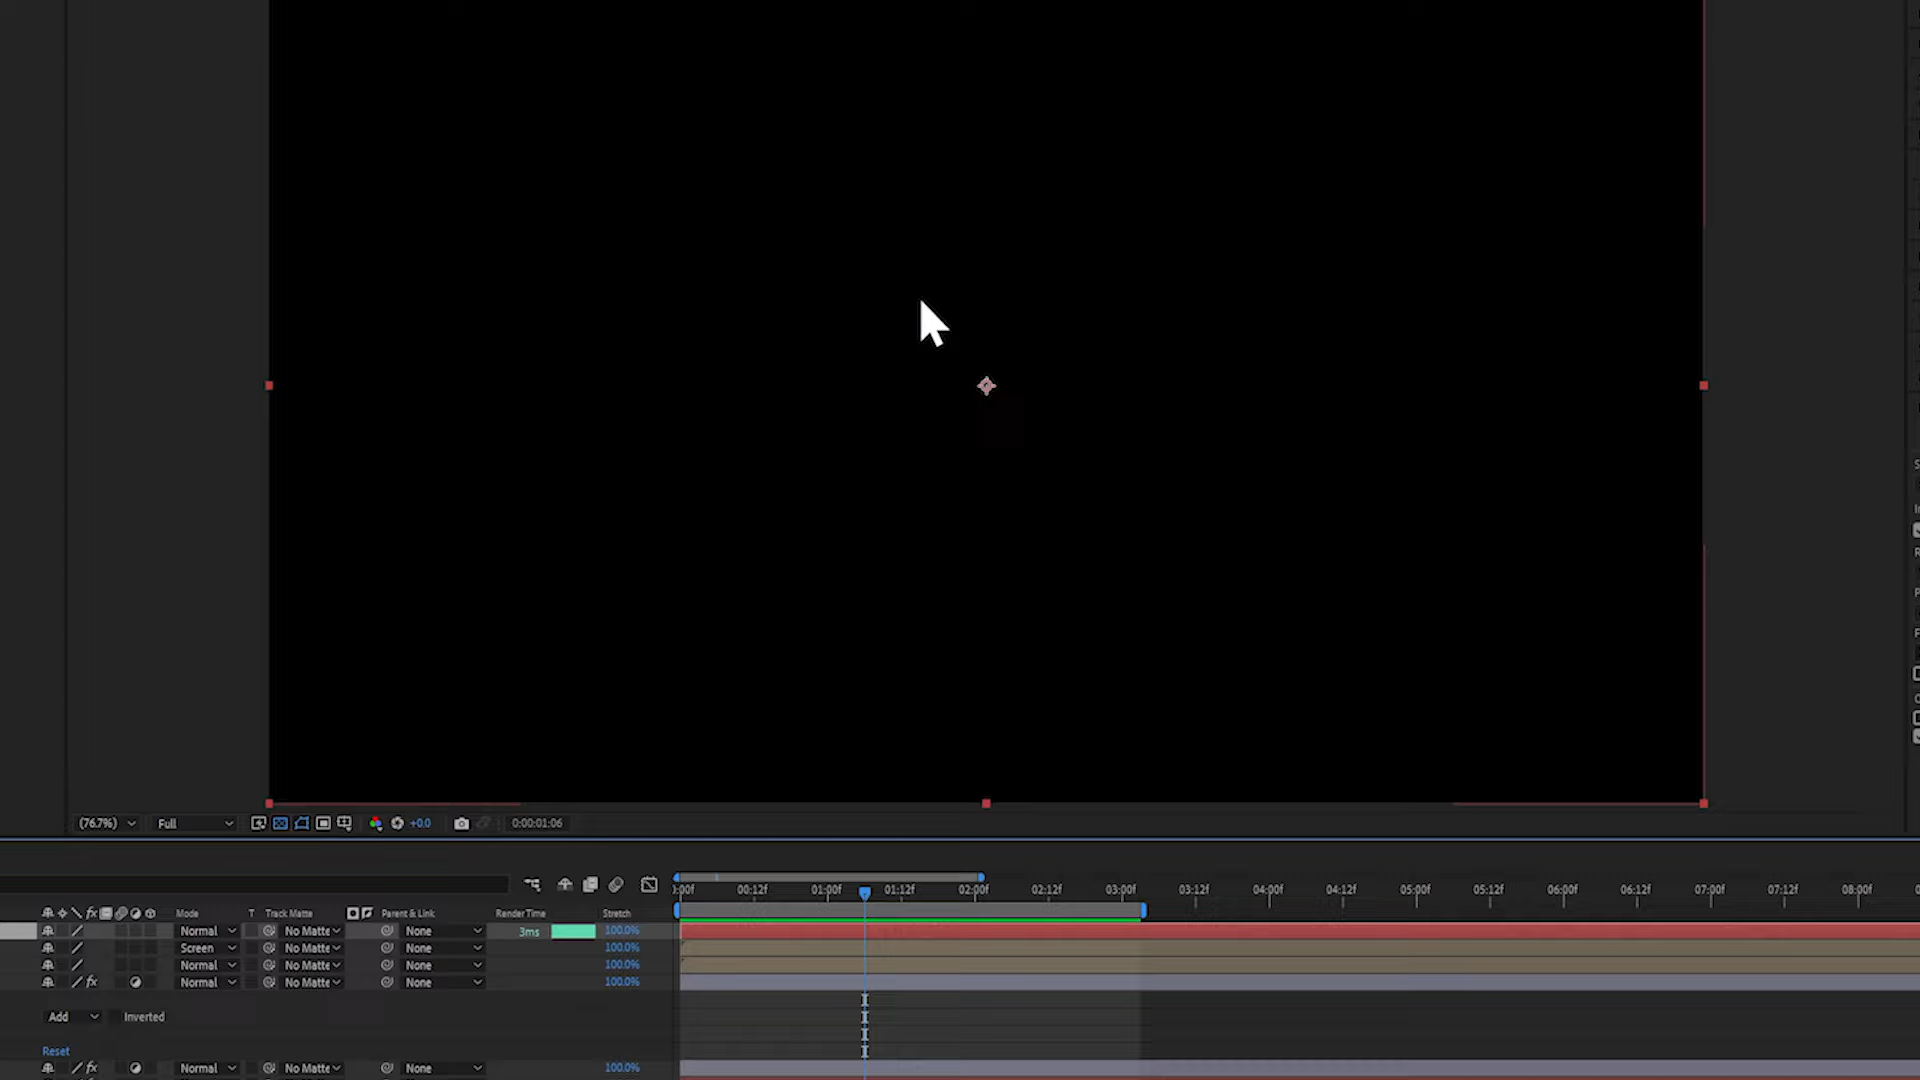 (76.7%) Full +0.0 0:00:01:06
:00f 00:12f 01:00f 01:12f 02:00f 02:12f 03:00f 03:12f 04:00f 04:12f 05:00f 05:12f 06:00f 06:12f 07:00f 07:12f 08:00f
fx Mode T Track Matte Parent & Link Render Time Stretch
Normal No Matte None 3ms 100.0%
Screen No Matte None 100.0%
Normal No Matte None 100.0%
fx Normal No Matte None 100.0%
Add Inverted
Reset
fx Normal No Matte None 100.0%